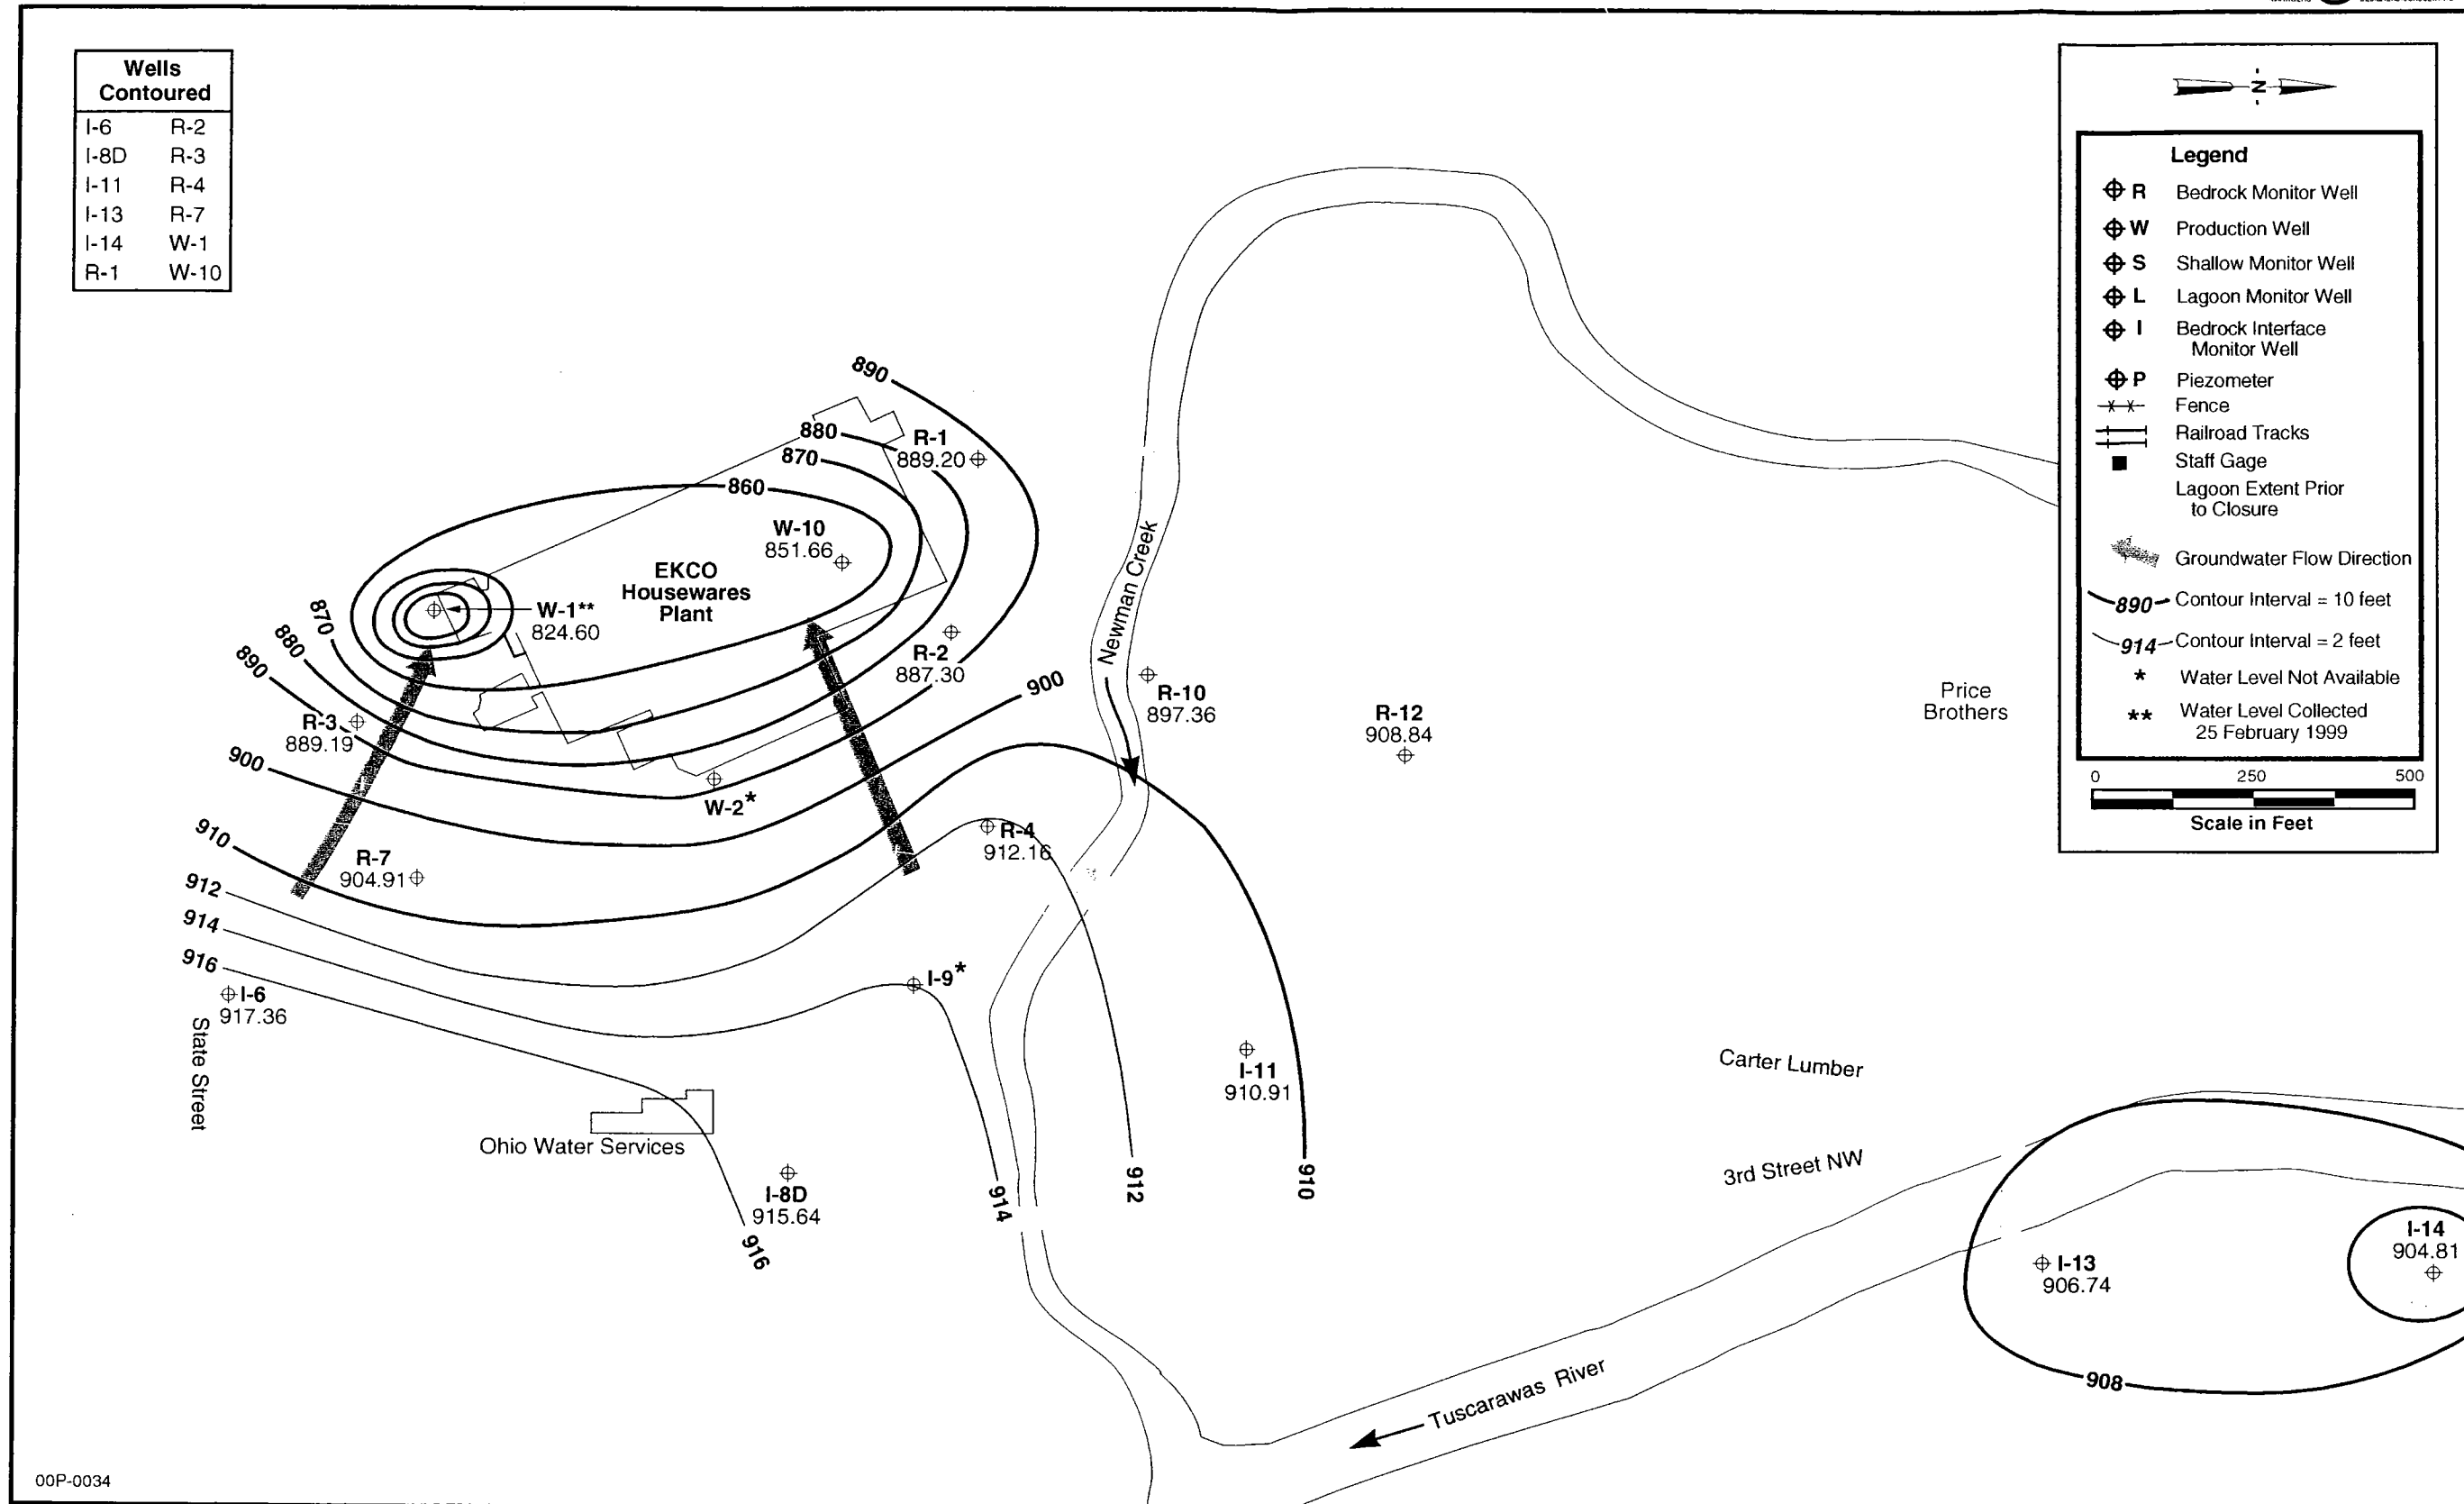 Wells
Contoured
I-6 R-2
I-8D R-3
I-11 R-4
I-13 R-7
I-14 W-1
R-1 W-10
N
Legend
R Bedrock Monitor Well
W Production Well
S Shallow Monitor Well
L Lagoon Monitor Well
I Bedrock Interface
Monitor Well
P Piezometer
Fence
Railroad Tracks
Staff Gage
Lagoon Extent Prior
to Closure
Groundwater Flow Direction
890 Contour Interval = 10 feet
914 Contour Interval = 2 feet
* Water Level Not Available
** Water Level Collected
25 February 1999
0 250 500
Scale in Feet
890
880
870
860
R-1
889.20
W-10
851.66
EKCO
Housewares
Plant
W-1**
824.60
870
880
890
R-2
887.30
900
Newman Creek
R-10
897.36
R-12
908.84
Price
Brothers
R-3
889.19
900
W-2*
910
R-7
904.91
R-4
912.16
912
914
916
I-9*
I-6
917.36
State Street
Ohio Water Services
I-8D
915.64
916
914
912
910
I-11
910.91
Carter Lumber
3rd Street NW
I-13
906.74
I-14
904.81
908
Tuscarawas River
00P-0034